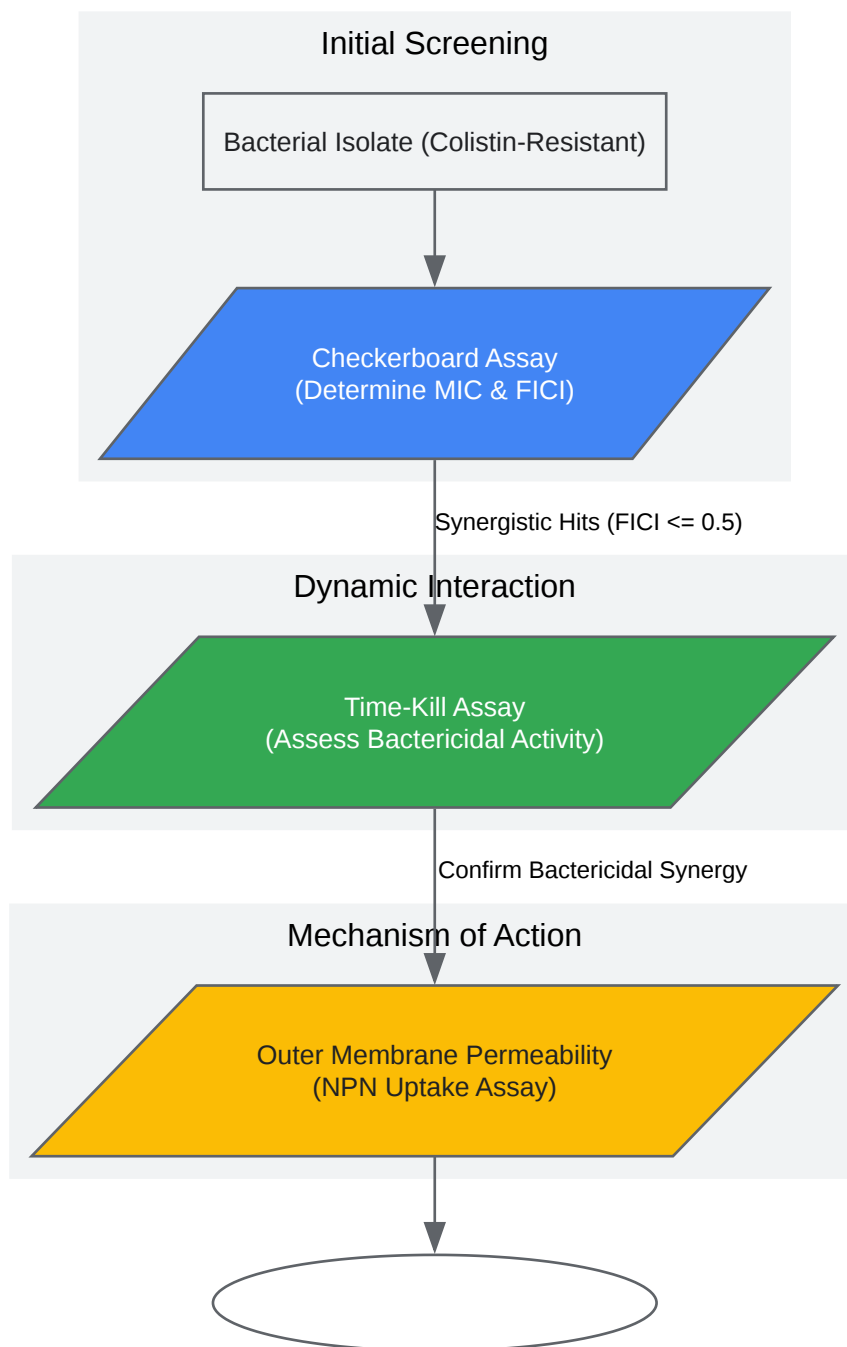 Initial Screening
Bacterial Isolate (Colistin-Resistant)
Checkerboard Assay
(Determine MIC & FICI)
Synergistic Hits (FICI <= 0.5)
Dynamic Interaction
Time-Kill Assay
(Assess Bactericidal Activity)
Confirm Bactericidal Synergy
Mechanism of Action
Outer Membrane Permeability
(NPN Uptake Assay)